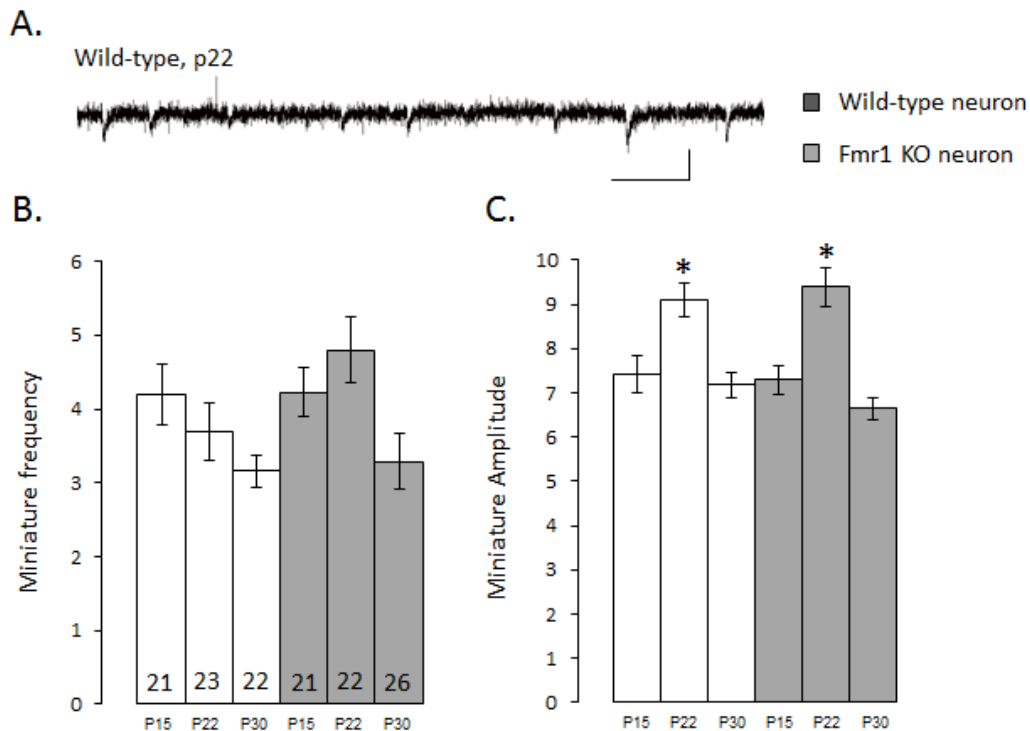 A.
Wild-type, p22
Wild-type neuron
Fmr1 KO neuron
B.
Miniature frequency
6
5
4
3
2
1
0
21 23 22 21 22 26
P15 P22 P30 P15 P22 P30
C.
Miniature Amplitude
10
9
8
7
6
5
4
3
2
1
0
* *
P15 P22 P30 P15 P22 P30